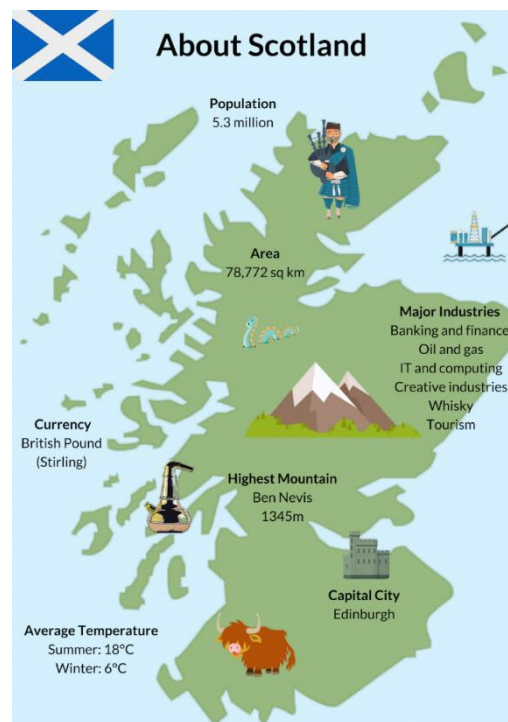 About Scotland
Population
5.3 million
Area
78,772 sq km
Major Industries
Banking and finance
Oil and gas
IT and computing
Creative industries
Whisky
Tourism
Currency
British Pound
(Stirling)
Highest Mountain
Ben Nevis
1345m
Capital City
Edinburgh
Average Temperature
Summer: 18°C
Winter: 6°C